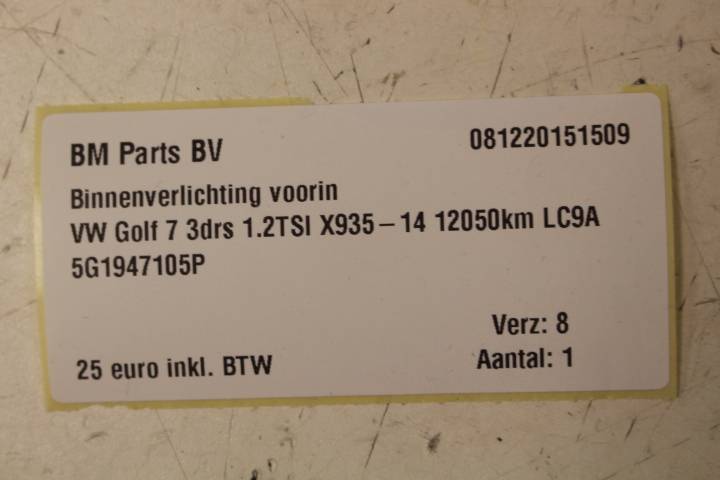 BM Parts BV 081220151509
Binnenverlichting voorin
VW Golf 7 3drs 1.2TSI X935-14 12050km LC9A
5G1947105P
Verz: 8
25 euro inkl. BTW Aantal: 1